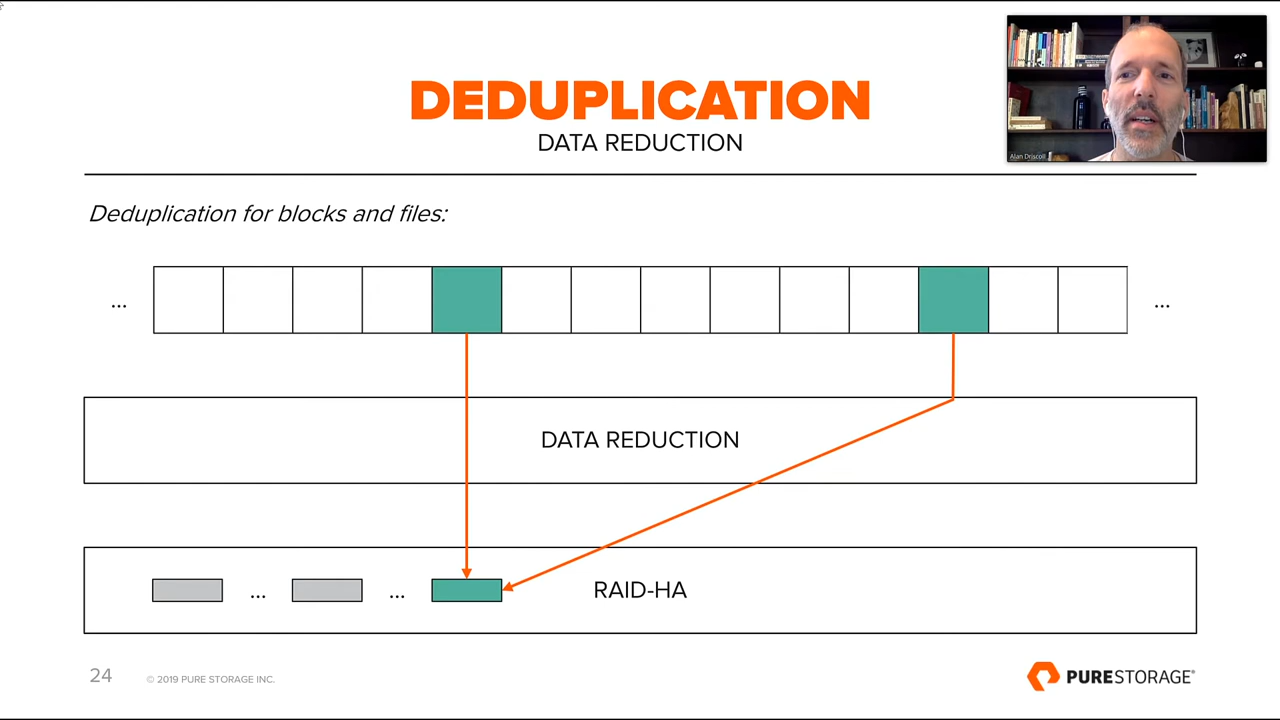 DEDUPLICATION
DATA REDUCTION
Alan Driscoll
Deduplication for blocks and files:
... ...
DATA REDUCTION
... ... RAID-HA
24 © 2019 PURE STORAGE INC. PURESTORAGE®